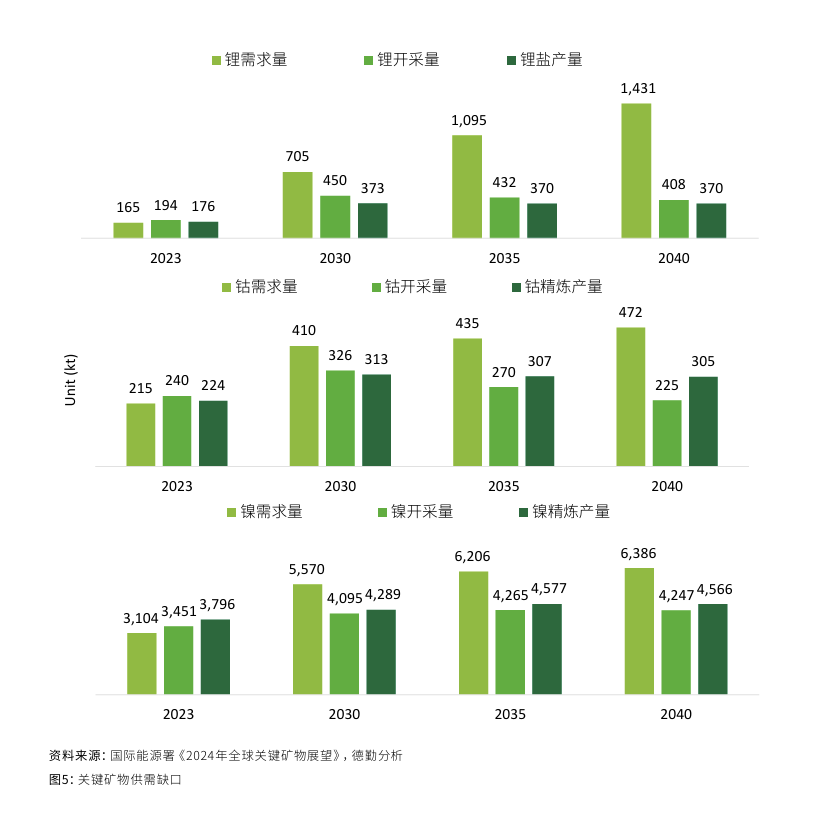 锂需求量 锂开采量 锂盐产量
1,431
1,095
705
450 432 408
373 370 370
165 194 176
2023 2030 2035 2040
钴需求量 钴开采量 钴精炼产量
472
435
410
326 313 307 305
270
215 240 224 225
Unit (kt)
2023 2030 2035 2040
镍需求量 镍开采量 镍精炼产量
6,386
6,206
5,570
4,095 4,289 4,265 4,577 4,247 4,566
3,104 3,451 3,796
2023 2030 2035 2040
资料来源：国际能源署《2024年全球关键矿物展望》，德勤分析
图5：关键矿物供需缺口